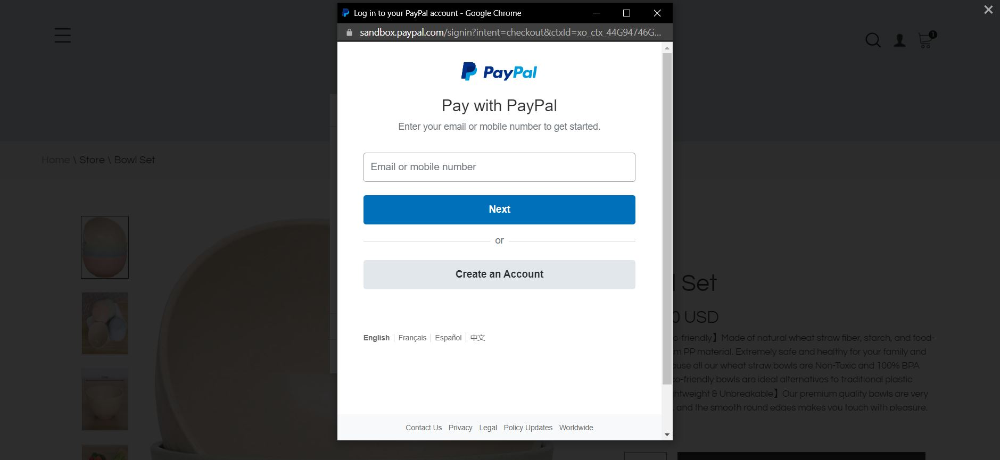 Log in to your PayPal account - Google Chrome
sandbox.paypal.com/signin?intent=checkout&ctxId=xo_ctx_44G94746G...
1
PayPal
Pay with PayPal
Enter your email or mobile number to get started.
Home \ Store \ Bowl Set
Email or mobile number
Next
or
Create an Account
Set
USD
English Français Español 中文
o-friendly】Made of natural wheat straw fiber, starch, and food-
PP material. Extremely safe and healthy for your family and
all our wheat straw bowls are Non-Toxic and 100% BPA
co-friendly bowls are ideal alternatives to traditional plastic
htweight & Unbreakable】Our premium quality bowls are very
and the smooth round edges makes you touch with pleasure.
Contact Us Privacy Legal Policy Updates Worldwide